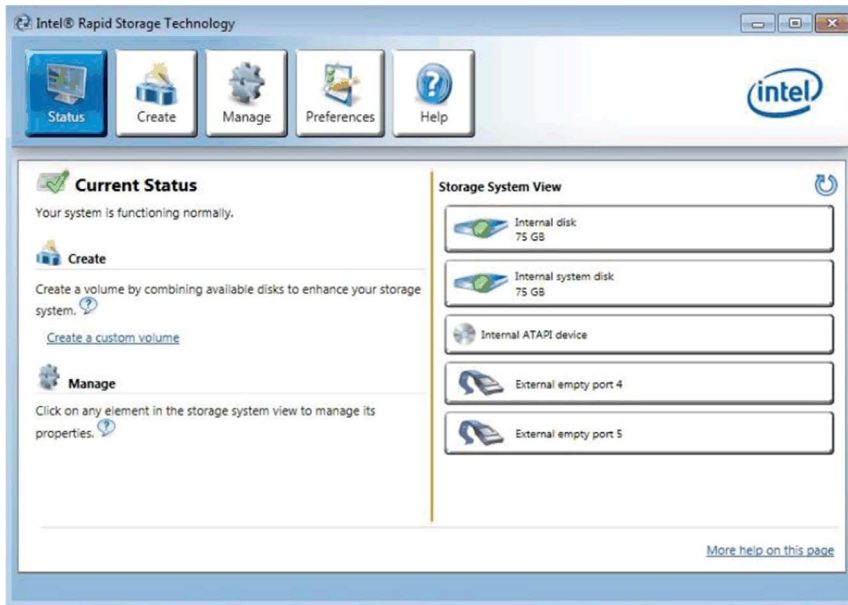 Intel® Rapid Storage Technology
Status
Create
Manage
Preferences
Help
intel
Current Status
Your system is functioning normally.
Create
Create a volume by combining available disks to enhance your storage
system.
Create a custom volume
Manage
Click on any element in the storage system view to manage its
properties.
Storage System View
Internal disk
75 GB
Internal system disk
75 GB
Internal ATAPI device
External empty port 4
External empty port 5
More help on this page